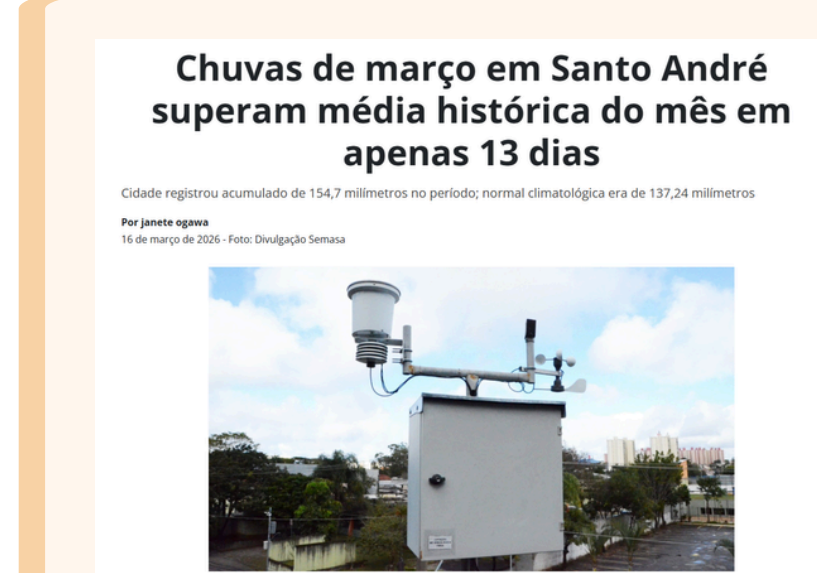 Chuvas de março em Santo André
superam média histórica do mês em
apenas 13 dias
Cidade registrou acumulado de 154,7 milímetros no período; normal climatológica era de 137,24 milímetros
Por janete ogawa
16 de março de 2026 - Foto: Divulgação Semasa